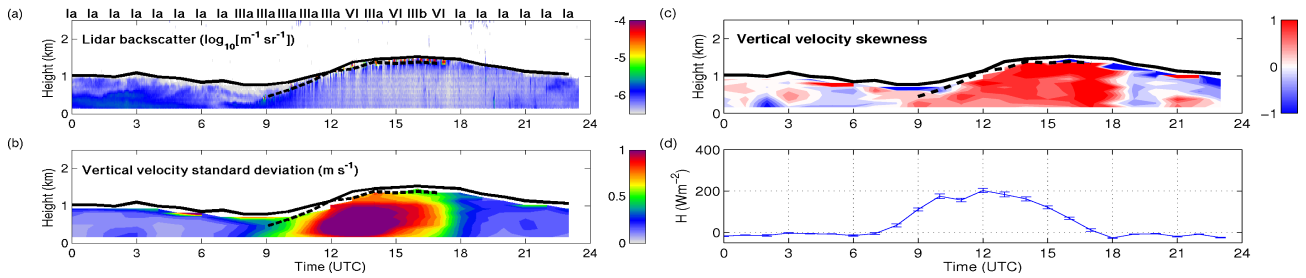 (a)
Ia Ia Ia Ia Ia Ia Ia IIIa IIIa IIIa IIIa VI IIIa VI IIIb VI Ia Ia Ia Ia Ia Ia
Lidar backscatter (log10[m⁻¹ sr⁻¹])
Height (km)
2
1
0
0 3 6 9 12 15 18 21 24
-4
-5
-6
(b)
Vertical velocity standard deviation (m s⁻¹)
Height (km)
2
1
0
0 3 6 9 12 15 18 21 24
Time (UTC)
1
0.5
0
(c)
Vertical velocity skewness
Height (km)
2
1
0
0 3 6 9 12 15 18 21 24
1
0.5
0
−1
(d)
H (Wm⁻²)
400
200
0
0 3 6 9 12 15 18 21 24
Time (UTC)